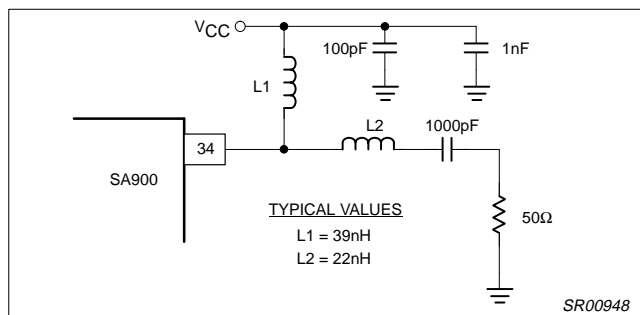 VCC
100pF
1nF
L1
L2
1000pF
34
SA900
50Ω
TYPICAL VALUES
L1 = 39nH
L2 = 22nH
SR00948